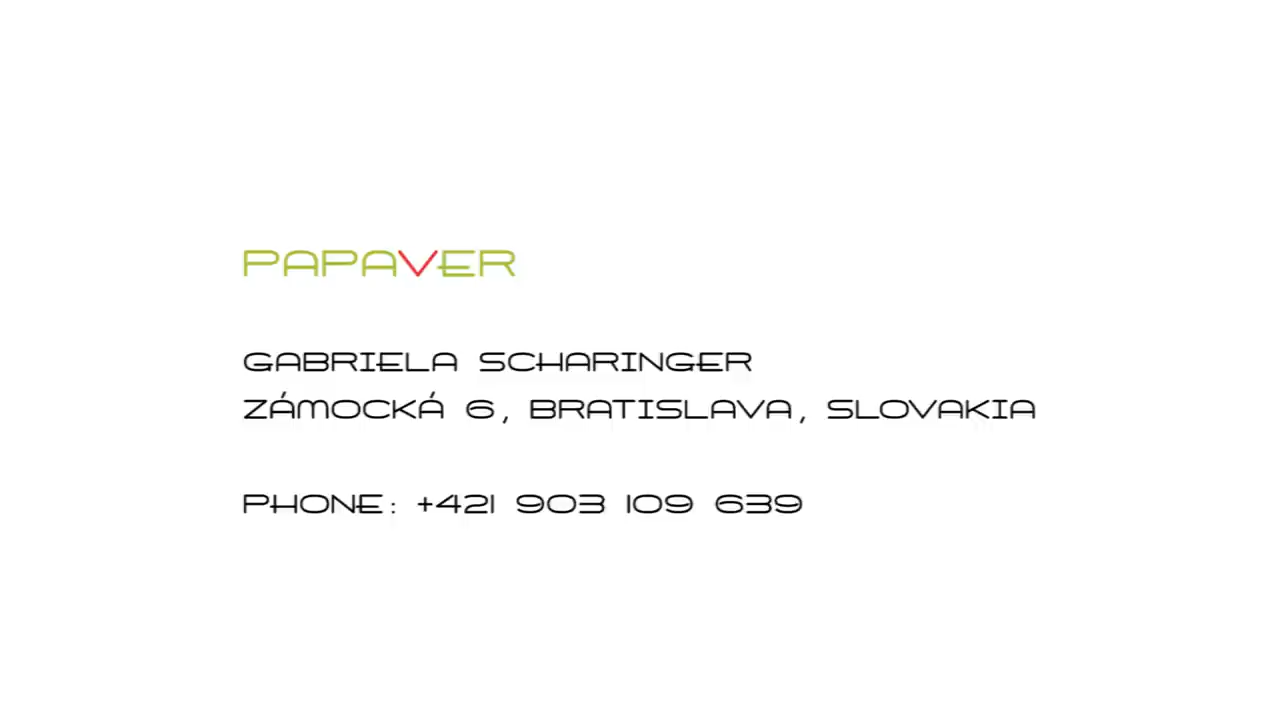 PAPAVER
GABRIELA SCHARINGER
ZÁMOCKÁ 6, BRATISLAVA, SLOVAKIA
PHONE: +421 903 109 639